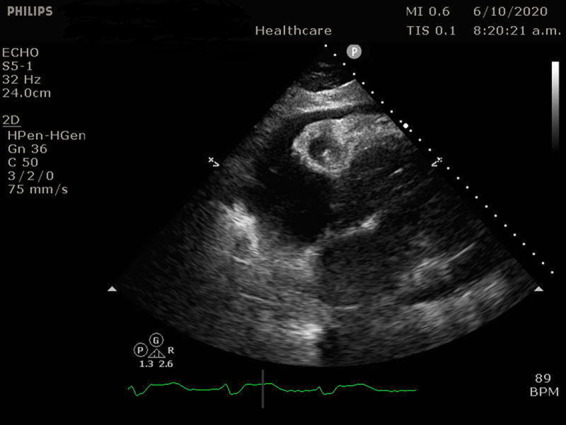 PHILIPS
MI 0.6 6/10/2020
Healthcare
TIS 0.1 8:20:21 a.m.
P
ECHO
S5-1
32 Hz
24.0cm
2D
HPen-HGen
Gn 36
C 50
3/2/0
75 mm/s
G
P R
1.3 2.6
89
BPM